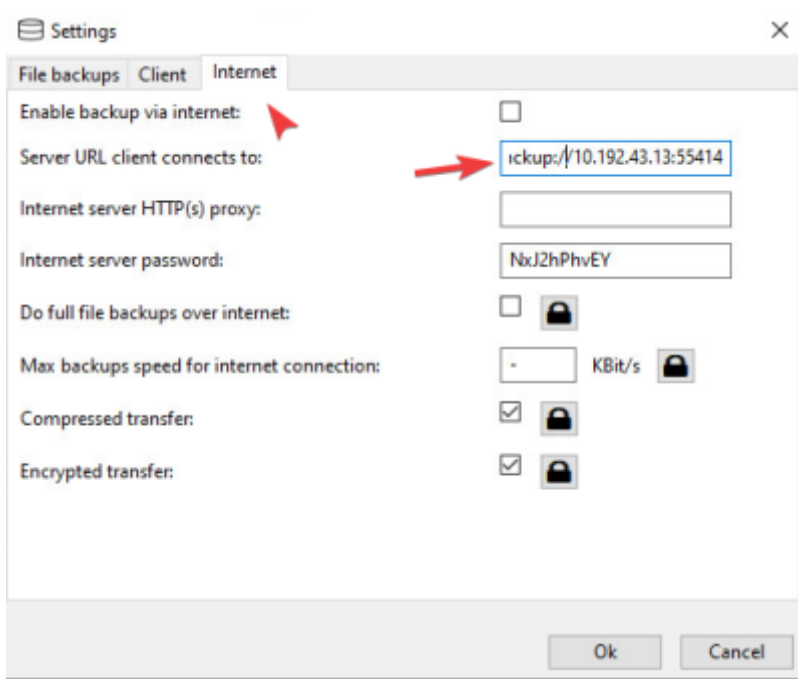 Settings
File backups Client Internet
Enable backup via internet:
Server URL client connects to: ckup://10.192.43.13:55414
Internet server HTTP(s) proxy:
Internet server password: NxJ2hPhvEY
Do full file backups over internet:
Max backups speed for internet connection: - KBit/s
Compressed transfer:
Encrypted transfer:
Ok Cancel